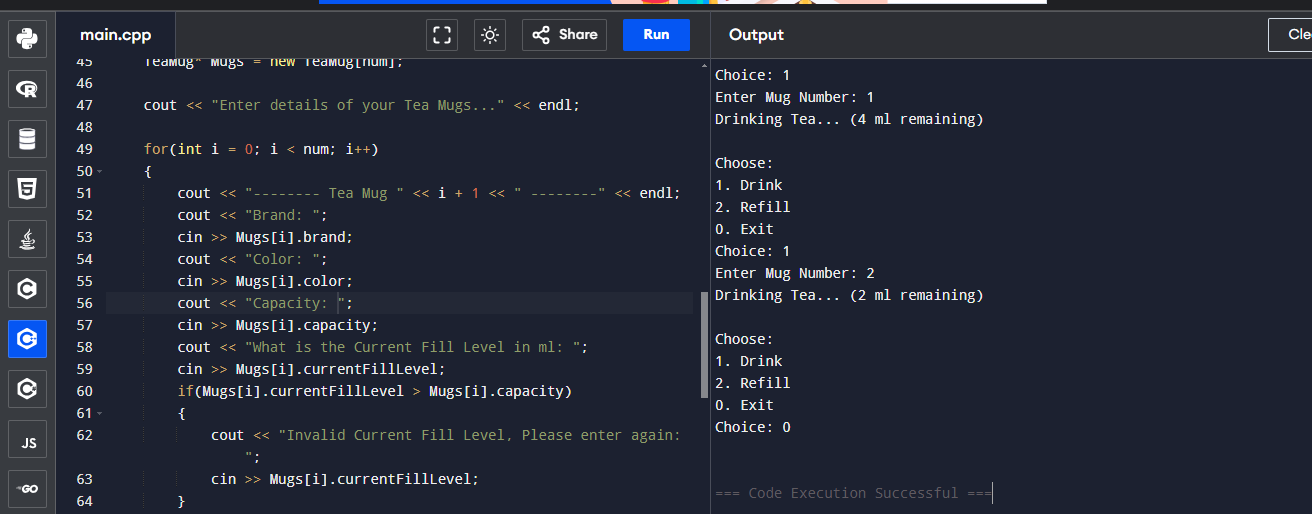 main.cpp
Share
Run
45 TeaMug* Mugs = new TeaMug[num];
46
47 cout << "Enter details of your Tea Mugs..." << endl;
48
49 for(int i = 0; i < num; i++)
50 {
51 cout << "-------- Tea Mug " << i + 1 << " --------" << endl;
52 cout << "Brand: ";
53 cin >> Mugs[i].brand;
54 cout << "Color: ";
55 cin >> Mugs[i].color;
56 cout << "Capacity: ";
57 cin >> Mugs[i].capacity;
58 cout << "What is the Current Fill Level in ml: ";
59 cin >> Mugs[i].currentFillLevel;
60 if(Mugs[i].currentFillLevel > Mugs[i].capacity)
61 {
62 cout << "Invalid Current Fill Level, Please enter again:
";
63 cin >> Mugs[i].currentFillLevel;
64 }
Output
Cle
Choice: 1
Enter Mug Number: 1
Drinking Tea... (4 ml remaining)
Choose:
1. Drink
2. Refill
0. Exit
Choice: 1
Enter Mug Number: 2
Drinking Tea... (2 ml remaining)
Choose:
1. Drink
2. Refill
0. Exit
Choice: 0
=== Code Execution Successful ===
R
5
C
C
C
JS
GO